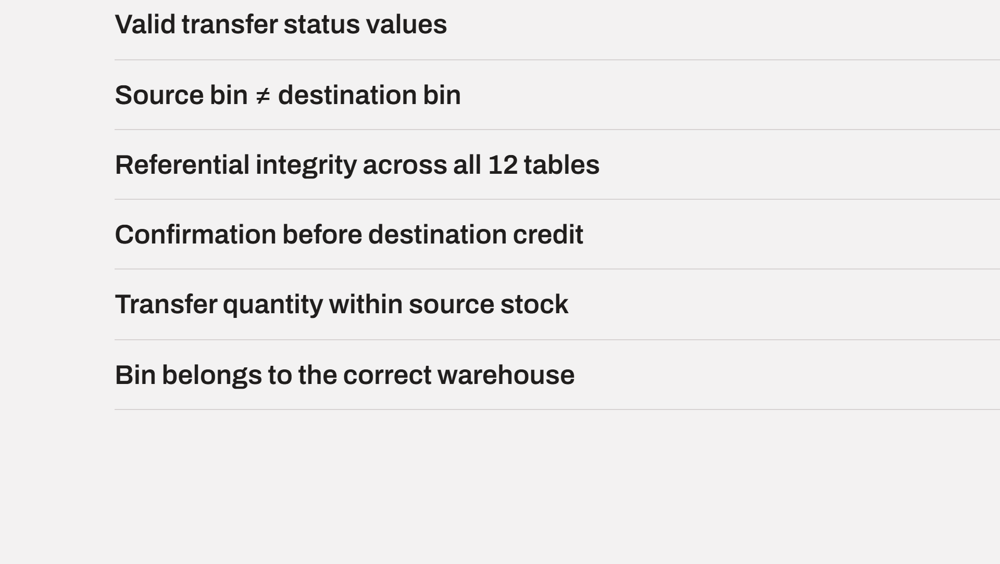 Valid transfer status values
Source bin ≠ destination bin
Referential integrity across all 12 tables
Confirmation before destination credit
Transfer quantity within source stock
Bin belongs to the correct warehouse